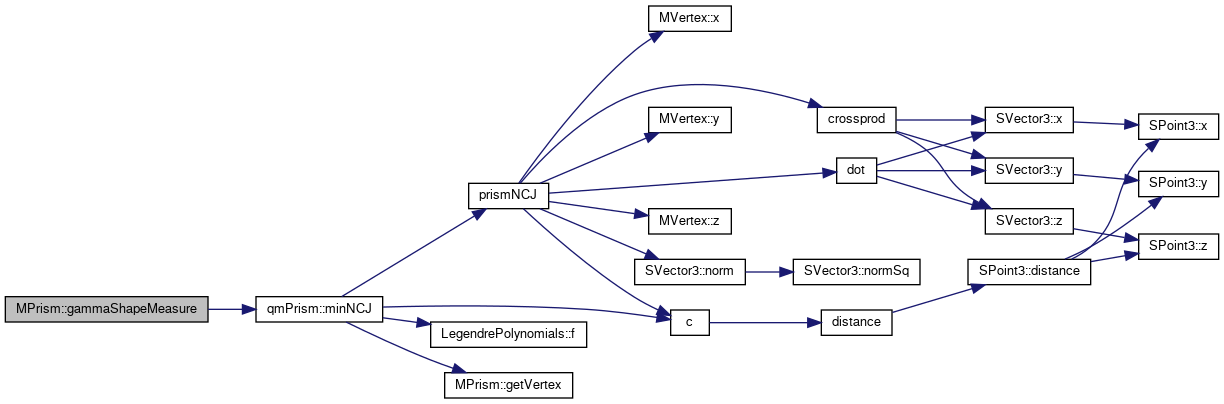 MVertex::x
MVertex::y
crossprod
SVector3::x
SPoint3::x
dot
SVector3::y
SPoint3::y
prismNCJ
MVertex::z
SVector3::z
SPoint3::z
SVector3::norm
SVector3::normSq
SPoint3::distance
MPrism::gammaShapeMeasure
qmPrism::minNCJ
c
distance
LegendrePolynomials::f
MPrism::getVertex